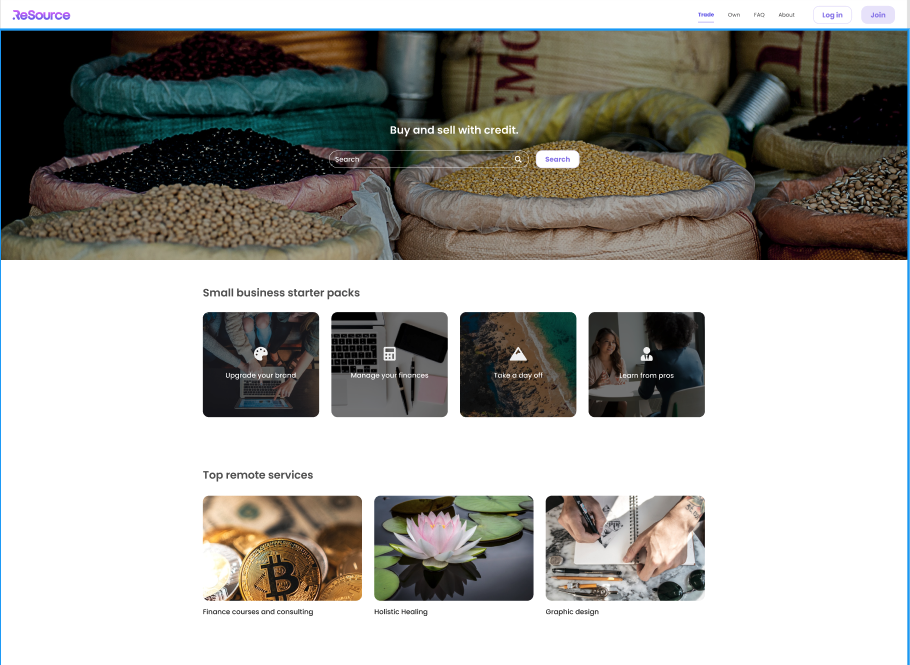 ReSource
Trade
Own
FAQ
About
Log in
Join
Buy and sell with credit.
Search
Search
Small business starter packs
Upgrade your brand
Manage your finances
Take a day off
Learn from pros
Top remote services
Finance courses and consulting
Holistic Healing
Graphic design